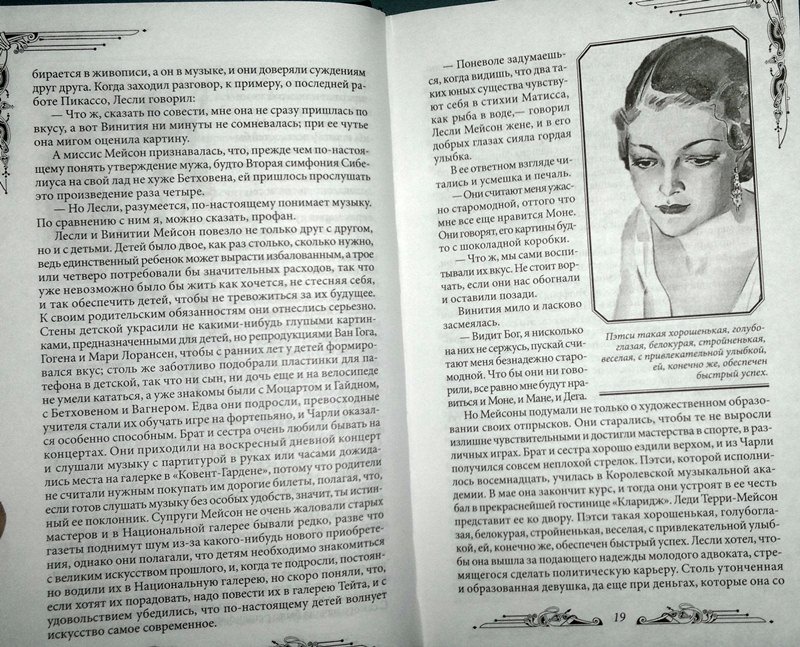 бирается в живописи, а он в музыке, и они доверяли суждениям
друг друга. Когда заходил разговор, к примеру, о последней ра-
боте Пикассо, Лесли говорил:
— Что ж, сказать по совести, мне она не сразу пришлась по
вкусу, а вот Винития ни минуты не сомневалась; при ее чутье
она мигом оценила картину.
А миссис Мейсон признавалась, что, прежде чем по-насто-
ящему понять утверждение мужа, будто Вторая симфония Сибе-
лиуса на свой лад не хуже Бетховена, ей пришлось прослушать
это произведение раза четыре.
— Но Лесли, разумеется, по-настоящему понимает музыку.
По сравнению с ним я, можно сказать, профан.
Лесли и Винитии Мейсон повезло не только друг с другом,
но и с детьми. Детей было двое, как раз столько, сколько нужно,
ведь единственный ребенок может вырасти избалованным, а трое
или четверо потребовали бы значительных расходов, так что
уже невозможно было бы жить как хочется, не стесняя себя,
и так обеспечить детей, чтобы не тревожиться за их будущее.
К своим родительским обязанностям они отнеслись серьезно.
Стены детской украсили не какими-нибудь глупыми картин-
ками, предназначенными для детей, но репродукциями Ван Гога,
Гогена и Мари Лорансен, чтобы с ранних лет у детей формиро-
вался вкус; столь же заботливо подобрали пластинки для па-
тефона в детской, так что ни сын, ни дочь еще и на велосипеде
не умели кататься, а уже знакомы были с Моцартом и Гайдном,
с Бетховеном и Вагнером. Едва они подросли, превосходные
учителя стали их обучать игре на фортепьяно, и Чарли оказал-
ся особенно способным. Брат и сестра очень любили бывать на
концертах. Они приходили на воскресный дневной концерт
и слушали музыку с партитурой в руках или часами дожида-
лись места на галерке в «Ковент-Гардене», потому что родители
не считали нужным покупать им дорогие билеты, полагая, что,
если готов слушать музыку без особых удобств, значит, ты истин-
ный ее поклонник. Супруги Мейсон не очень жаловали старых
мастеров и в Национальной галерее бывали редко, разве что
газеты поднимут шум из-за какого-нибудь нового приобрете-
ния, однако они полагали, что детям необходимо знакомиться
с великим искусством прошлого, и, когда те подросли, постоян-
но водили их в Национальную галерею, но скоро поняли, что,
если хотят их порадовать, надо повести их в галерею Тейта, и с
удовольствием убедились, что по-настоящему детей волнует
искусство самое современное.
— Поневоле задумаешь-
ся, когда видишь, что два та-
ких юных существа чувству-
ют себя в стихии Матисса,
как рыба в воде,— говорил
Лесли Мейсон жене, и в его
добрых глазах сияла гордая
улыбка.
В ее ответном взгляде чи-
тались и усмешка и печаль.
— Они считают меня ужас-
но старомодной, оттого что
мне все еще нравится Моне.
Они говорят, его картины буд-
то с шоколадной коробки.
— Что ж, мы сами воспи-
тывали их вкус. Не стоит вор-
чать, если они нас обогнали
и оставили позади.
Винития мило и ласково
засмеялась.
— Видит Бог, я нисколько
на них не сержусь, пускай счи-
тают меня безнадежно старо-
модной. Что бы они ни гово-
рили, все равно мне будут нра-
виться и Моне, и Мане, и Дега.
Пэтси такая хорошенькая, голубо-
глазая, белокурая, стройненькая,
веселая, с привлекательной улыбкой,
ей, конечно же, обеспечен
быстрый успех.
Но Мейсоны подумали не только о художественном образо-
вании своих отпрысков. Они старались, чтобы те не выросли
излишне чувствительными и достигли мастерства в спорте, в раз-
личных играх. Брат и сестра хорошо ездили верхом, и из Чарли
получился совсем неплохой стрелок. Пэтси, которой исполни-
лось восемнадцать, училась в Королевской музыкальной ака-
демии. В мае она закончит курс, и тогда они устроят в ее честь
бал в прекраснейшей гостинице «Кларидж». Леди Терри-Мейсон
представит ее ко двору. Пэтси такая хорошенькая, голубогла-
зая, белокурая, стройненькая, веселая, с привлекательной улыб-
кой, ей, конечно же, обеспечен быстрый успех. Лесли хотел, что-
бы она вышла за подающего надежды молодого адвоката, стре-
мящегося сделать политическую карьеру. Столь утонченная
и образованная девушка, да еще при деньгах, которые она со
19